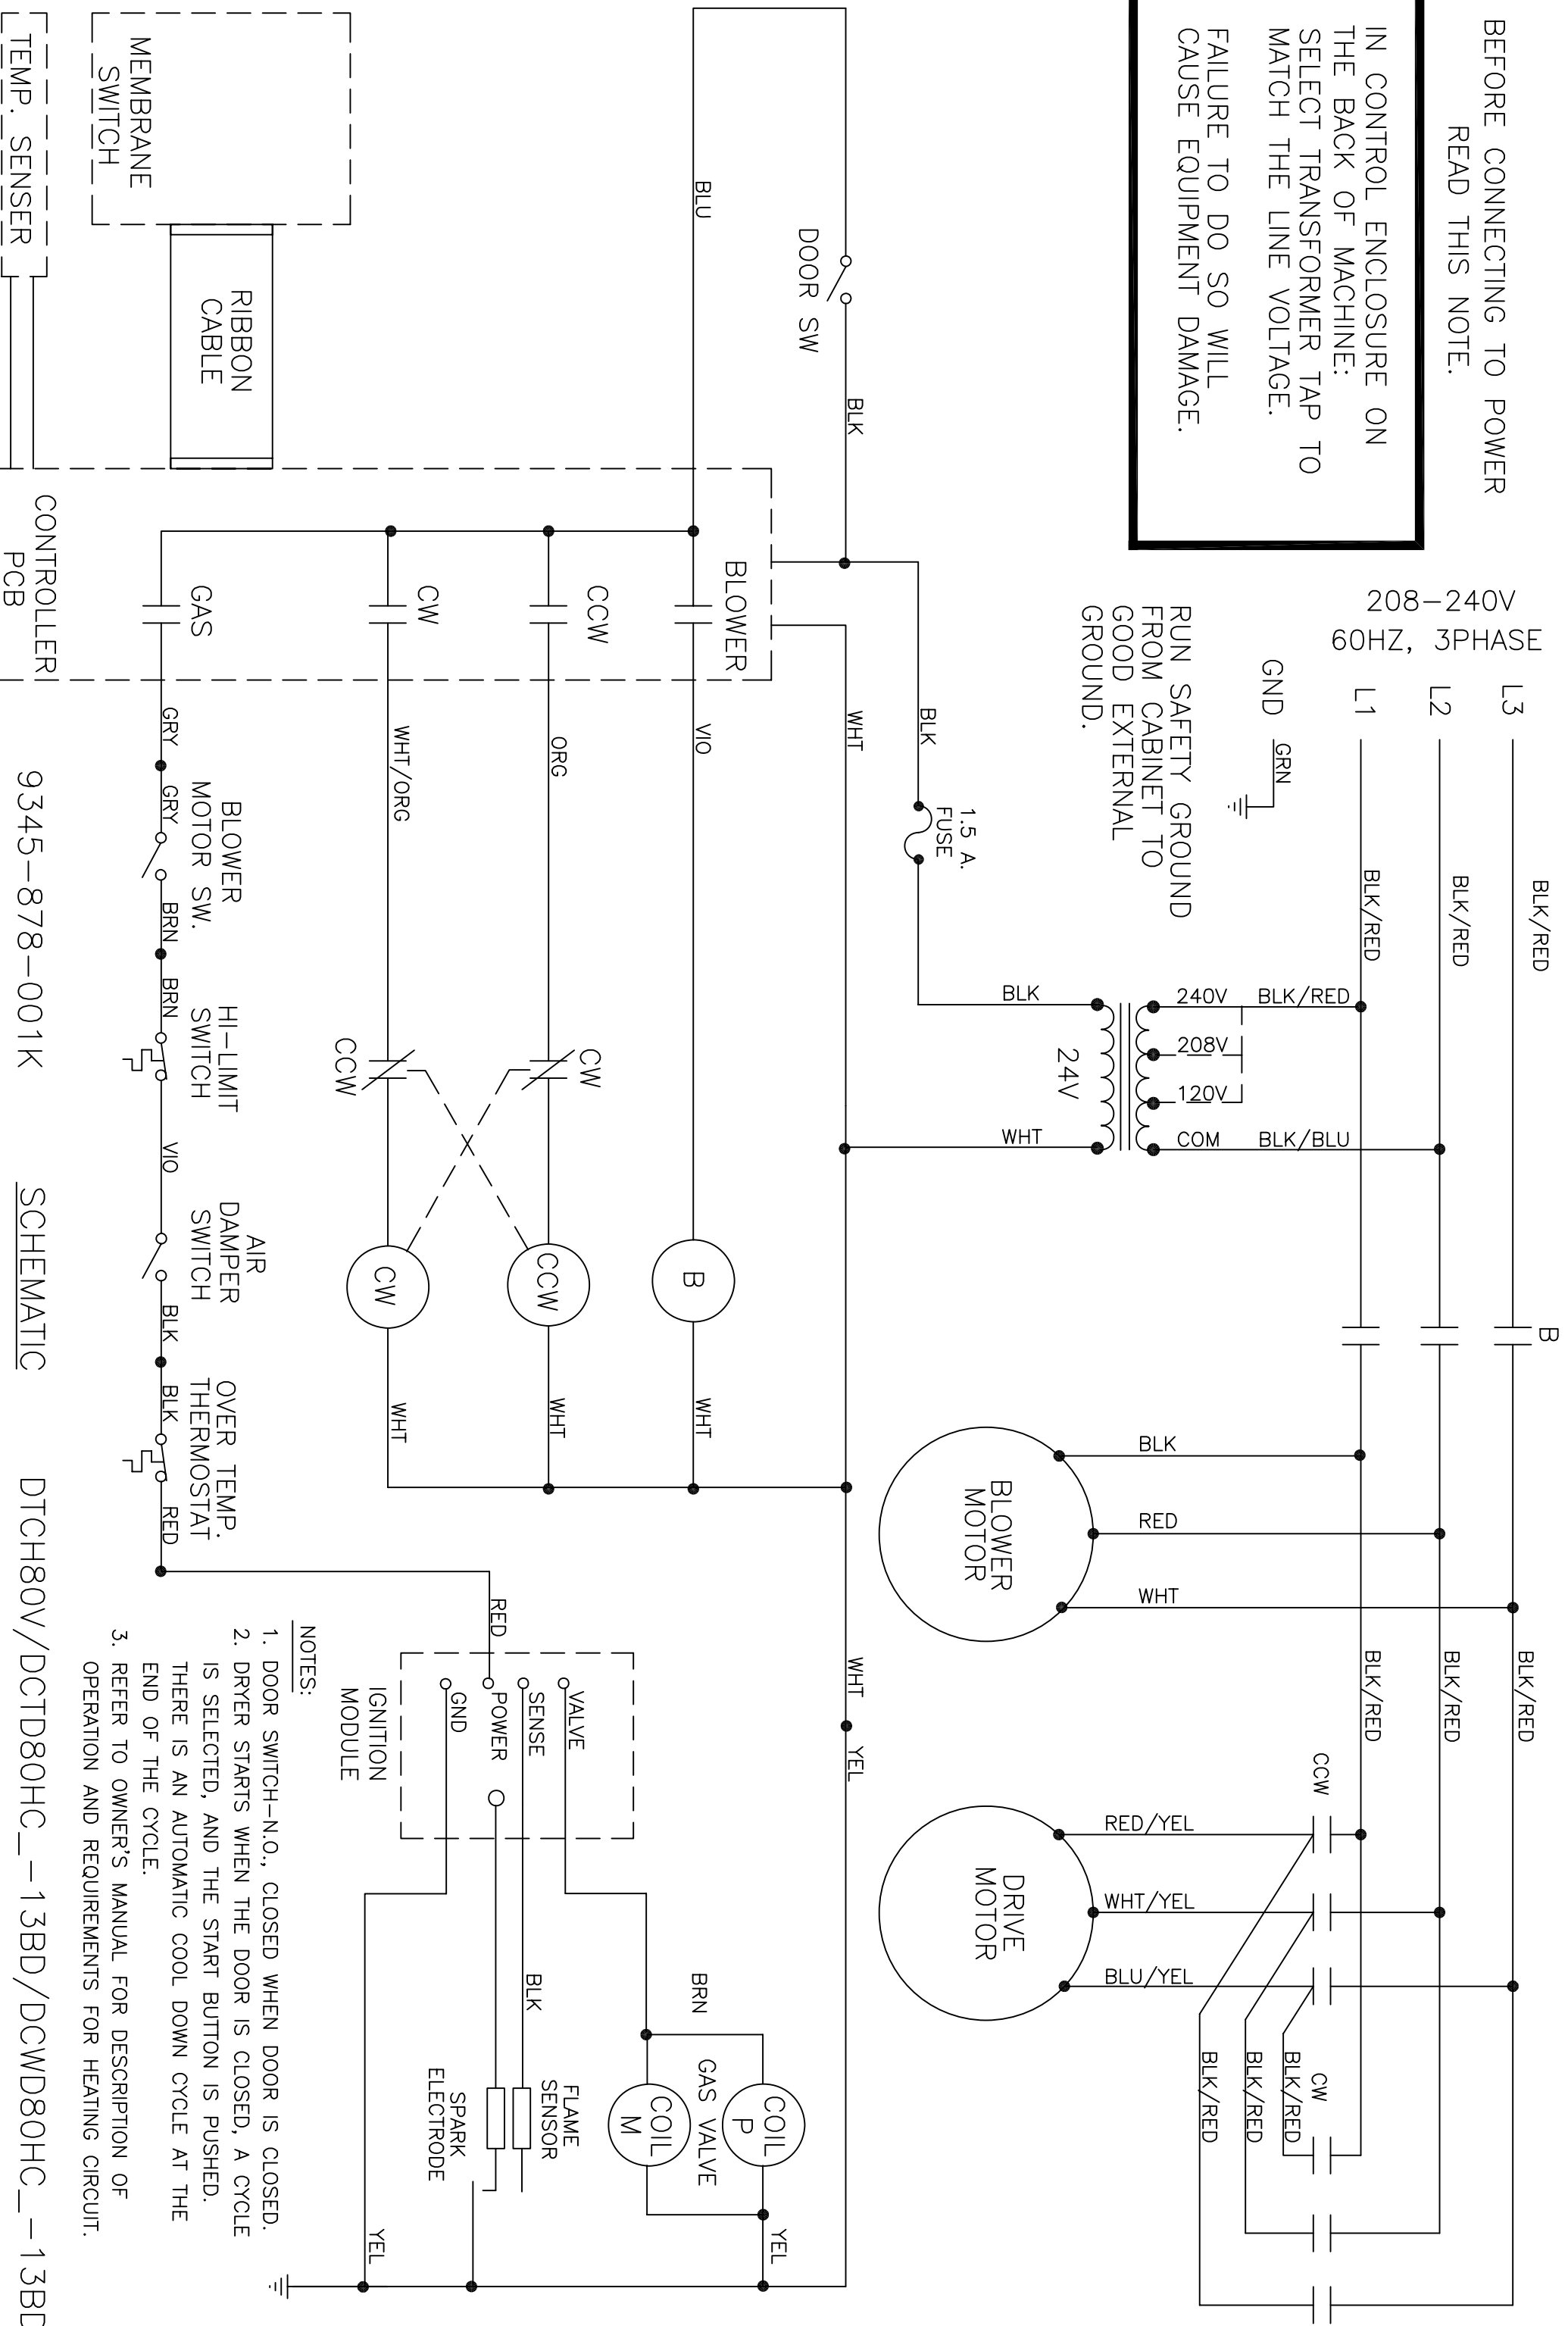 BEFORE CONNECTING TO POWER
READ THIS NOTE.
IN CONTROL ENCLOSURE ON
THE BACK OF MACHINE:
SELECT TRANSFORMER TAP TO
MATCH THE LINE VOLTAGE.
FAILURE TO DO SO WILL
CAUSE EQUIPMENT DAMAGE.
208-240V
60HZ, 3PHASE
L3
L2
L1
GND
GRN
RUN SAFETY GROUND
FROM CABINET TO
GOOD EXTERNAL
GROUND.
BLK/RED
BLK/RED
BLK/RED
B
240V
BLK/RED
208V
120V
COM
BLK/BLU
24V
BLK
WHT
BLK
RED
WHT
BLOWER
MOTOR
BLK/RED
BLK/RED
BLK/RED
CCW
RED/YEL
WHT/YEL
BLU/YEL
DRIVE
MOTOR
CW
BLK/RED
BLK/RED
BLK/RED
1.5 A.
FUSE
BLK
DOOR SW
BLK
WHT
WHT
YEL
BLU
BLOWER
VIO
B
WHT
CCW
ORG
CW
CCW
WHT
CW
WHT/ORG
CCW
CW
WHT
GAS
GRY
GRY
BLOWER
MOTOR SW.
BRN
BRN
HI-LIMIT
SWITCH
VIO
AIR
DAMPER
SWITCH
BLK
BLK
OVER TEMP.
THERMOSTAT
RED
RED
VALVE
SENSE
POWER
GND
IGNITION
MODULE
BRN
GAS VALVE
COIL
P
COIL
M
YEL
BLK
FLAME
SENSOR
SPARK
ELECTRODE
YEL
MEMBRANE
SWITCH
RIBBON
CABLE
TEMP. SENSER
CONTROLLER
PCB
NOTES:
1. DOOR SWITCH-N.O., CLOSED WHEN DOOR IS CLOSED.
2. DRYER STARTS WHEN THE DOOR IS CLOSED, A CYCLE
IS SELECTED, AND THE START BUTTON IS PUSHED.
THERE IS AN AUTOMATIC COOL DOWN CYCLE AT THE
END OF THE CYCLE.
3. REFER TO OWNER'S MANUAL FOR DESCRIPTION OF
OPERATION AND REQUIREMENTS FOR HEATING CIRCUIT.
9345-878-001K
SCHEMATIC
DTCH80V/DCTD80HC_-13BD/DCWD80HC_-13BD